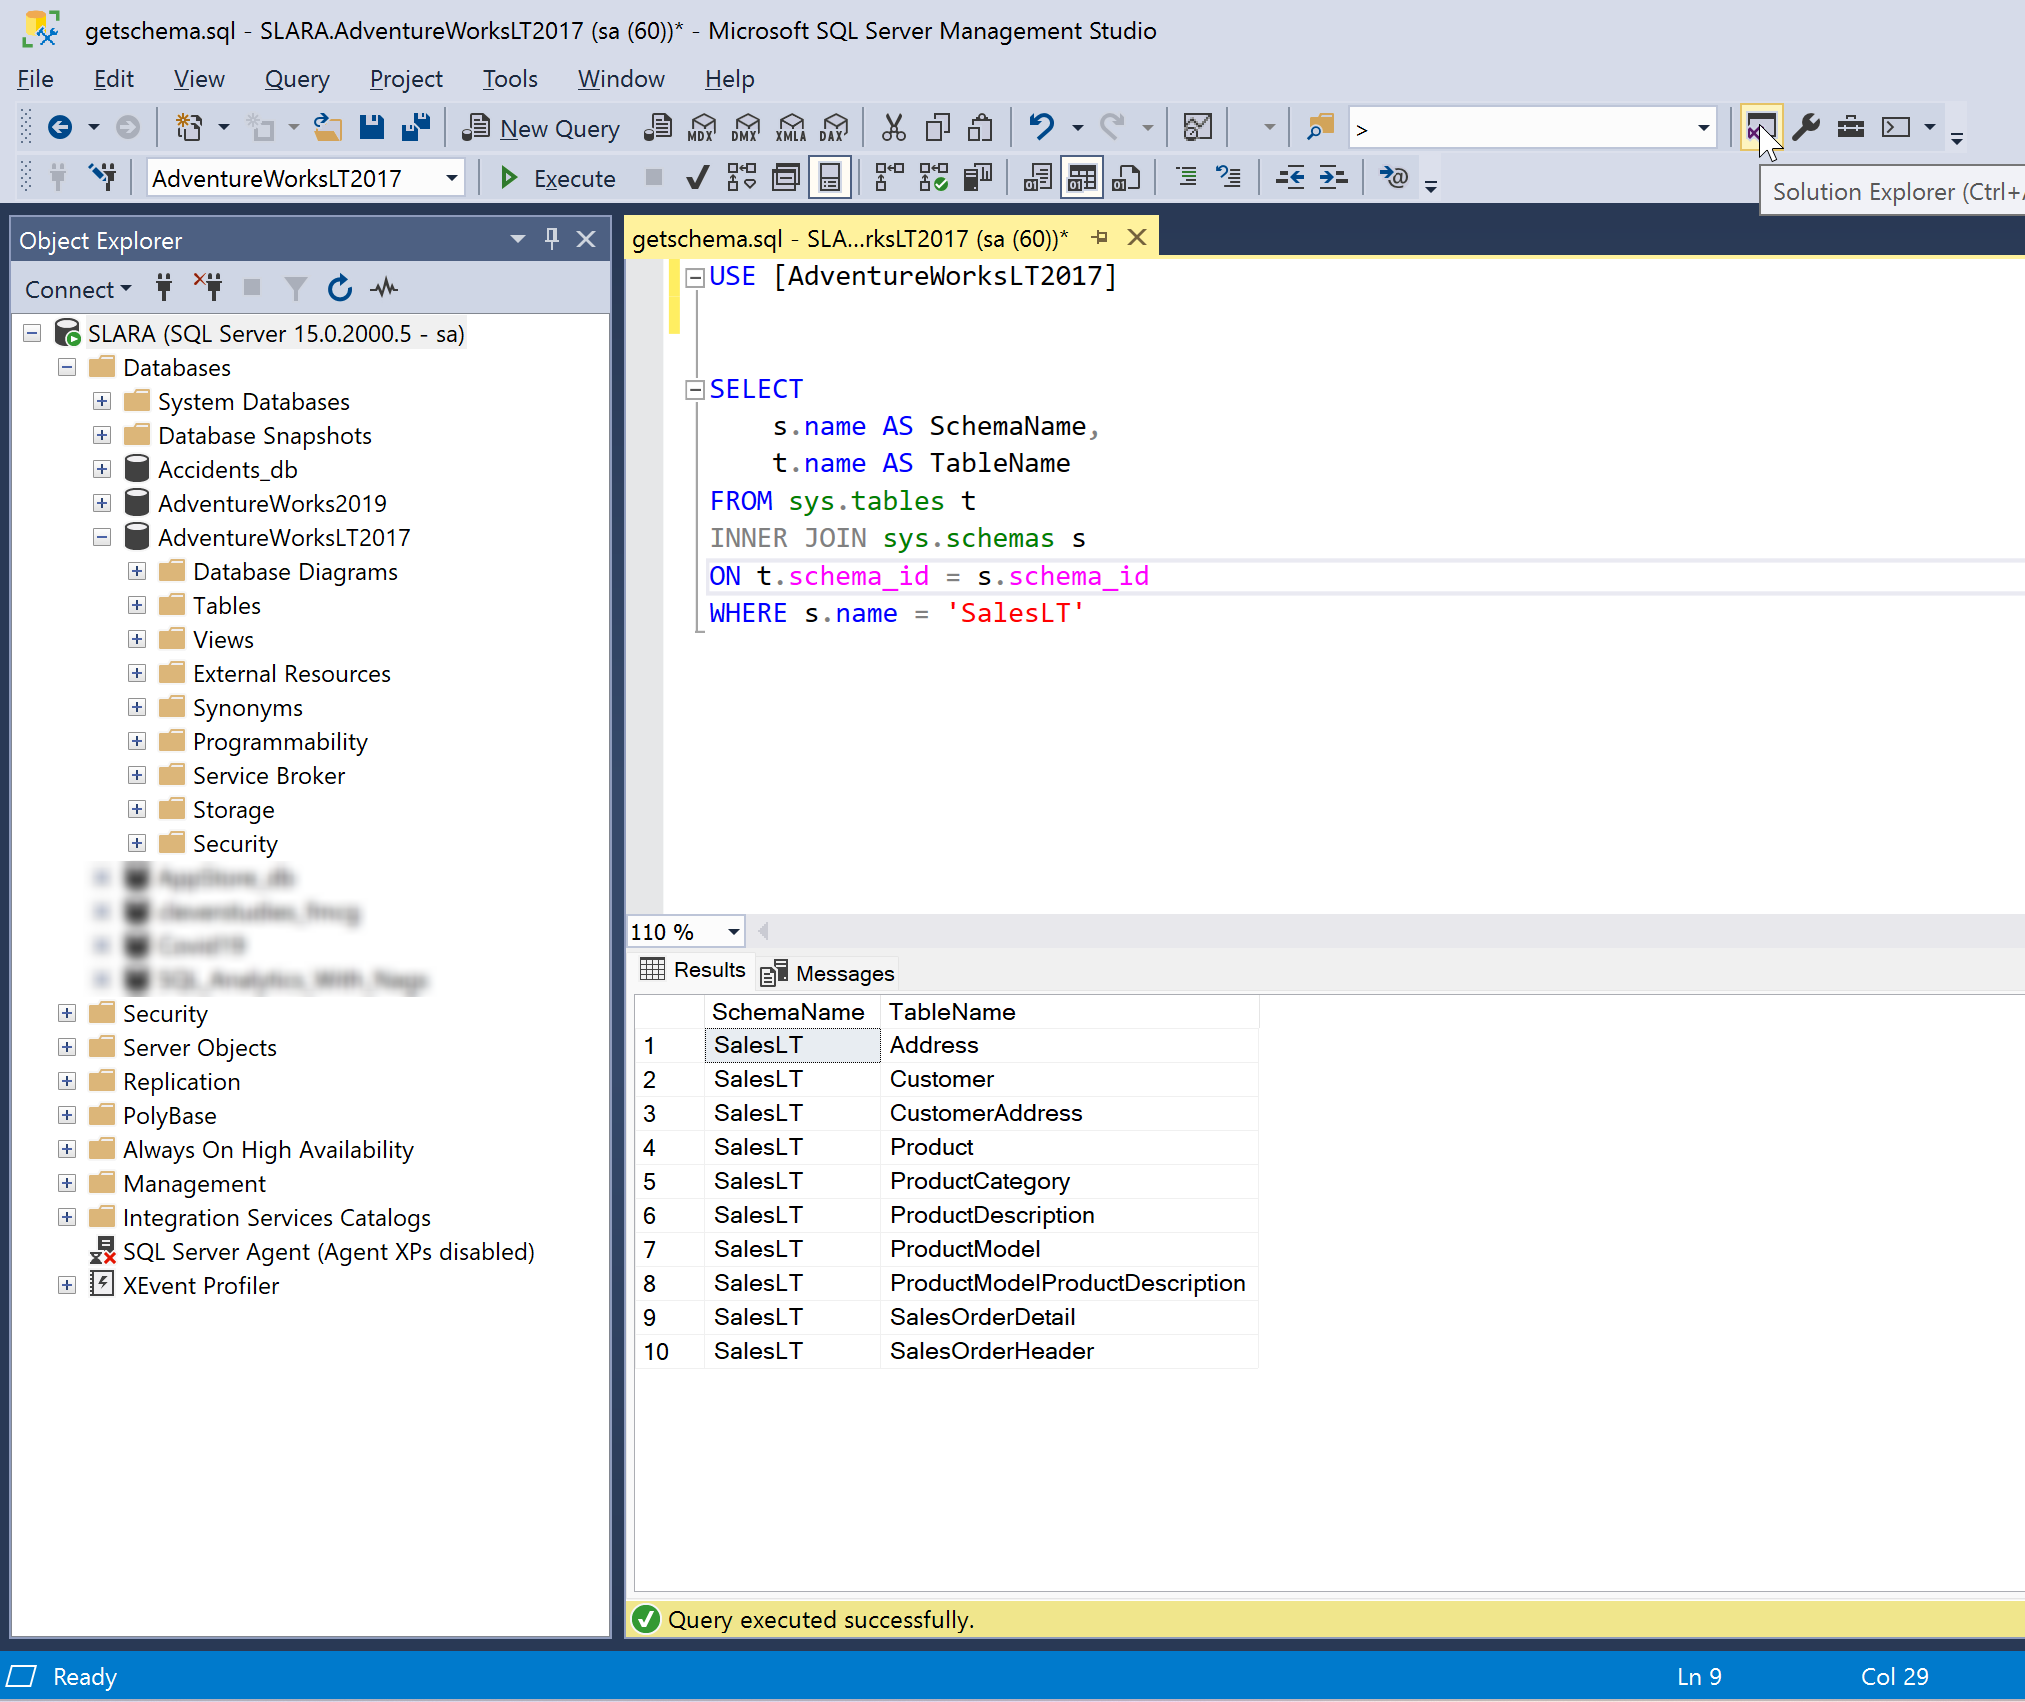 getschema.sql - SLARA.AdventureWorksLT2017 (sa (60))* - Microsoft SQL Server Management Studio
File Edit View Query Project Tools Window Help
New Query MDX DMX XMLA DAX >
AdventureWorksLT2017 Execute
Solution Explorer (Ctrl+
Object Explorer
Connect
SLARA (SQL Server 15.0.2000.5 - sa)
Databases
System Databases
Database Snapshots
Accidents_db
AdventureWorks2019
AdventureWorksLT2017
Database Diagrams
Tables
Views
External Resources
Synonyms
Programmability
Service Broker
Storage
Security
Security
Server Objects
Replication
PolyBase
Always On High Availability
Management
Integration Services Catalogs
SQL Server Agent (Agent XPs disabled)
XEvent Profiler
getschema.sql - SLA...rksLT2017 (sa (60))*
USE [AdventureWorksLT2017]
SELECT
s.name AS SchemaName,
t.name AS TableName
FROM sys.tables t
INNER JOIN sys.schemas s
ON t.schema_id = s.schema_id
WHERE s.name = 'SalesLT'
110 %
Results Messages
SchemaName TableName
1 SalesLT Address
2 SalesLT Customer
3 SalesLT CustomerAddress
4 SalesLT Product
5 SalesLT ProductCategory
6 SalesLT ProductDescription
7 SalesLT ProductModel
8 SalesLT ProductModelProductDescription
9 SalesLT SalesOrderDetail
10 SalesLT SalesOrderHeader
Query executed successfully.
Ready Ln 9 Col 29